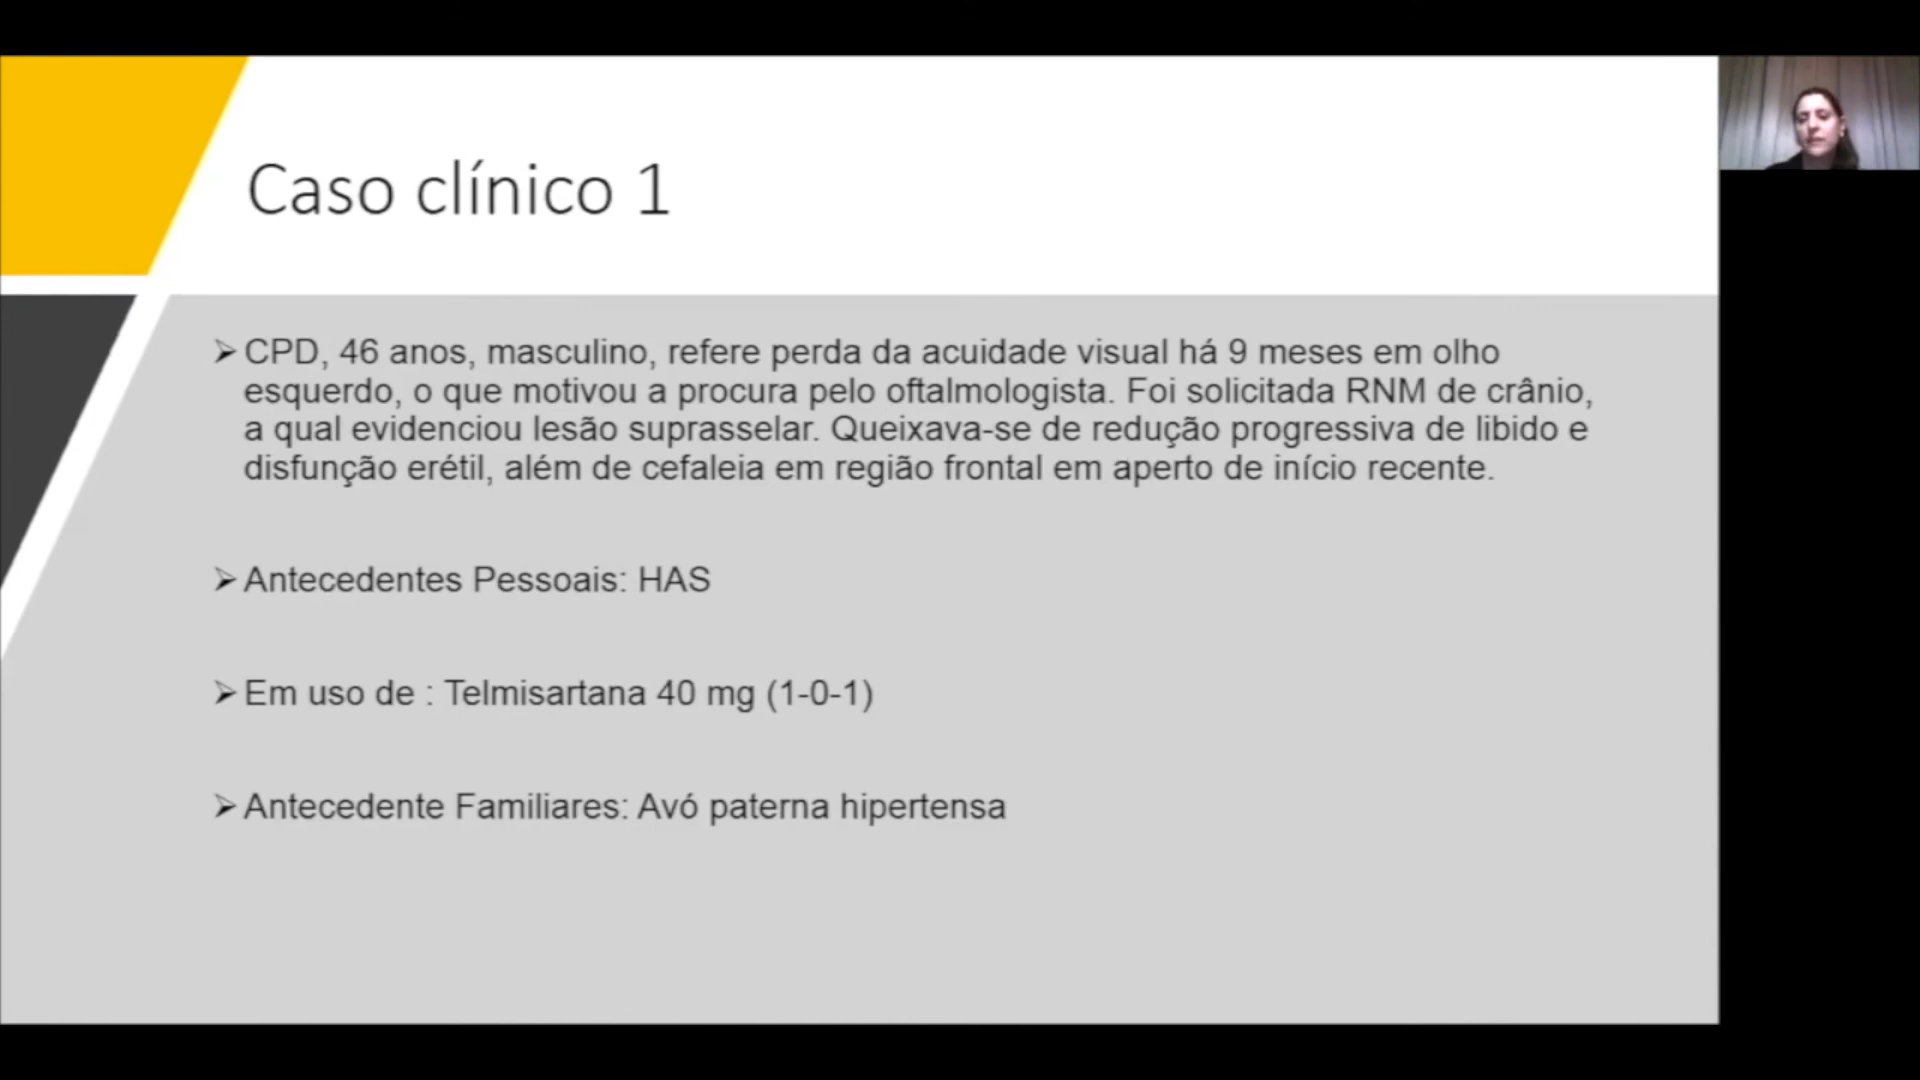 Caso clínico 1
➢CPD, 46 anos, masculino, refere perda da acuidade visual há 9 meses em olho
esquerdo, o que motivou a procura pelo oftalmologista. Foi solicitada RNM de crânio,
a qual evidenciou lesão suprasselar. Queixava-se de redução progressiva de libido e
disfunção erétil, além de cefaleia em região frontal em aperto de início recente.
➢Antecedentes Pessoais: HAS
➢Em uso de : Telmisartana 40 mg (1-0-1)
➢Antecedente Familiares: Avó paterna hipertensa